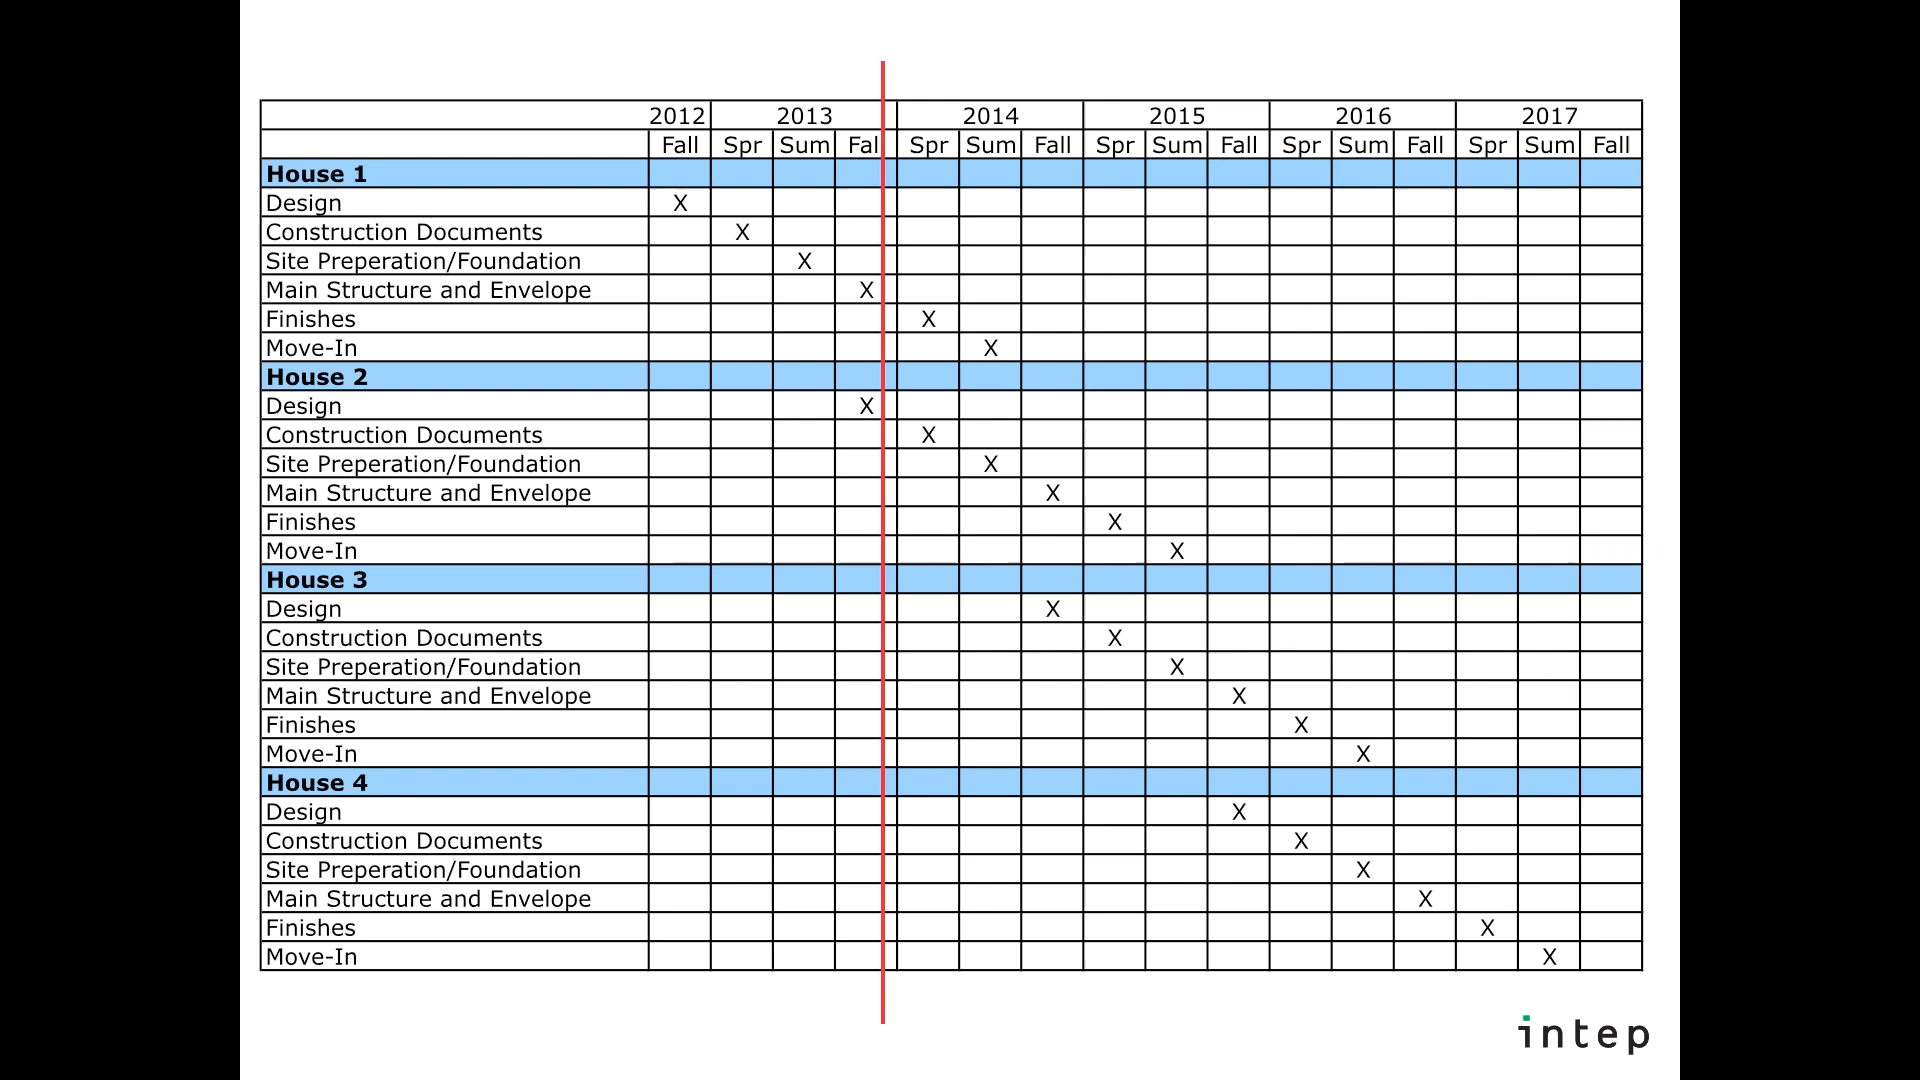 2012 2013 2014 2015 2016 2017
Fall Spr Sum Fal Spr Sum Fall Spr Sum Fall Spr Sum Fall Spr Sum Fall
House 1
Design X
Construction Documents X
Site Preperation/Foundation X
Main Structure and Envelope X
Finishes X
Move-In X
House 2
Design X
Construction Documents X
Site Preperation/Foundation X
Main Structure and Envelope X
Finishes X
Move-In X
House 3
Design X
Construction Documents X
Site Preperation/Foundation X
Main Structure and Envelope X
Finishes X
Move-In X
House 4
Design X
Construction Documents X
Site Preperation/Foundation X
Main Structure and Envelope X
Finishes X
Move-In X
intep